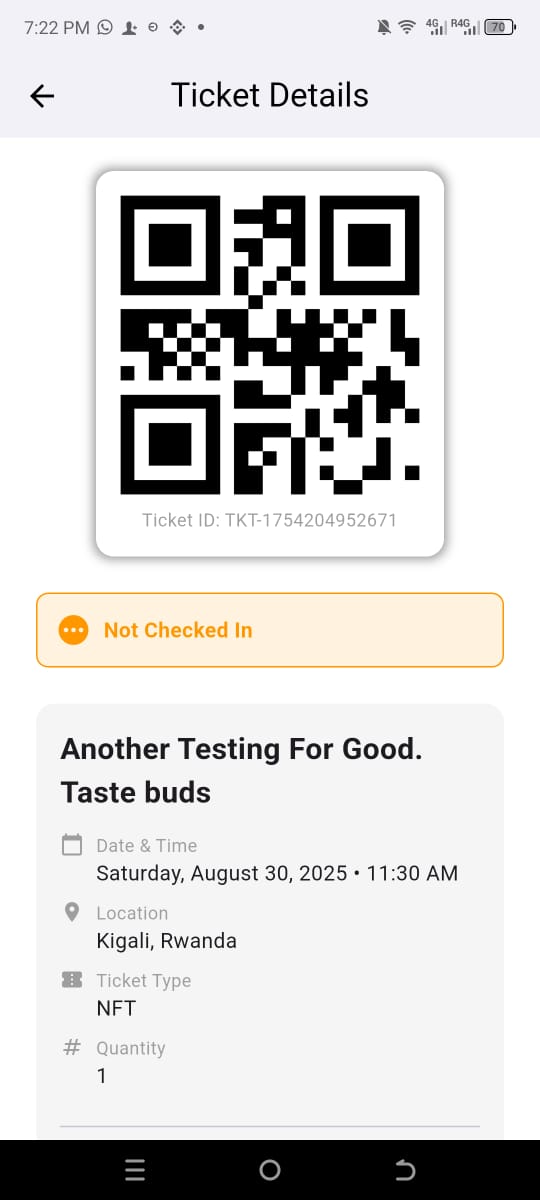 7:22 PM
4G R4G 70
Ticket Details
Ticket ID: TKT-1754204952671
Not Checked In
Another Testing For Good.
Taste buds
Date & Time
Saturday, August 30, 2025 • 11:30 AM
Location
Kigali, Rwanda
Ticket Type
NFT
# Quantity
1